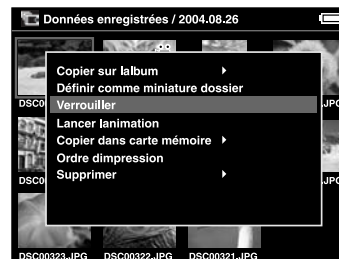 Données enregistrées / 2004.08.26
Copier sur lalbum
Définir comme miniature dossier
DSC00
Verrouiller
.JPG
Lancer lanimation
Copier dans carte mémoire
Ordre dimpression
DSC0
Supprimer
JPG
DSC00323.JPG DSC00322.JPG DSC00321.JPG